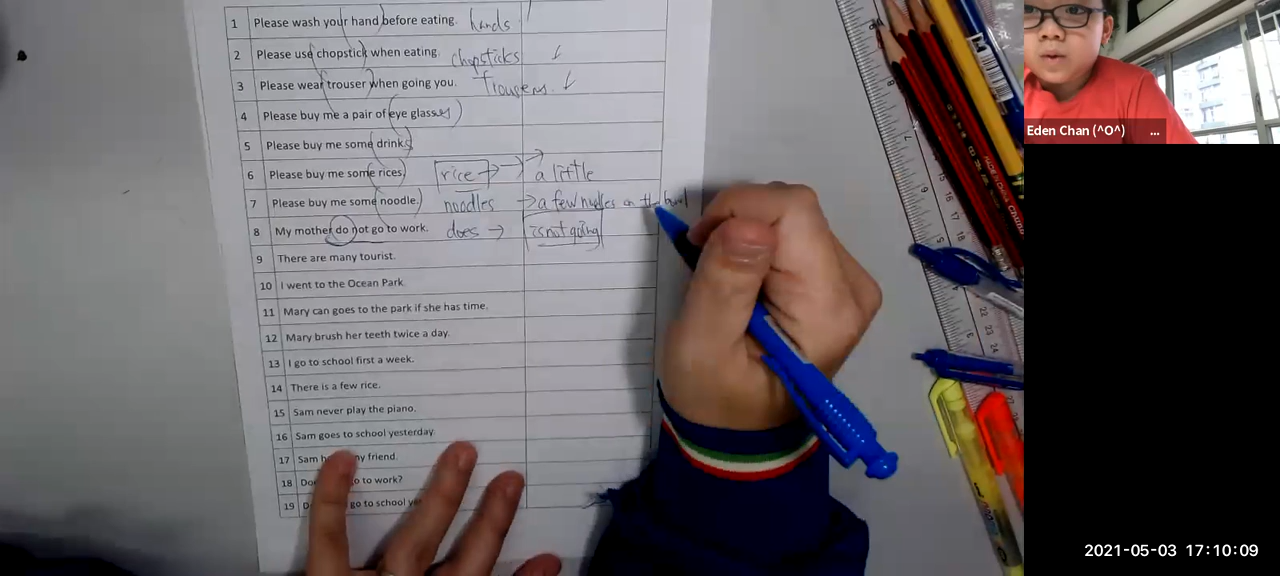 1 Please wash your hand before eating. hands
2 Please use chopstick when eating. chopsticks
3 Please wear trouser when going you. Trousers.
4 Please buy me a pair of eye glasses
5 Please buy me some drinks
6 Please buy me some rices. rice → a little
7 Please buy me some noodle. noodles → a few on the
8 My mother do not go to work. does → is not going
9 There are many tourist.
10 I went to the Ocean Park.
11 Mary can goes to the park if she has time.
12 Mary brush her teeth twice a day.
13 I go to school first a week.
14 There is a few rice.
15 Sam never play the piano.
16 Sam goes to school yesterday.
17 Sam friend.
18 to work?
19 go to school
Eden Chan (^O^) ...
2021-05-03 17:10:09